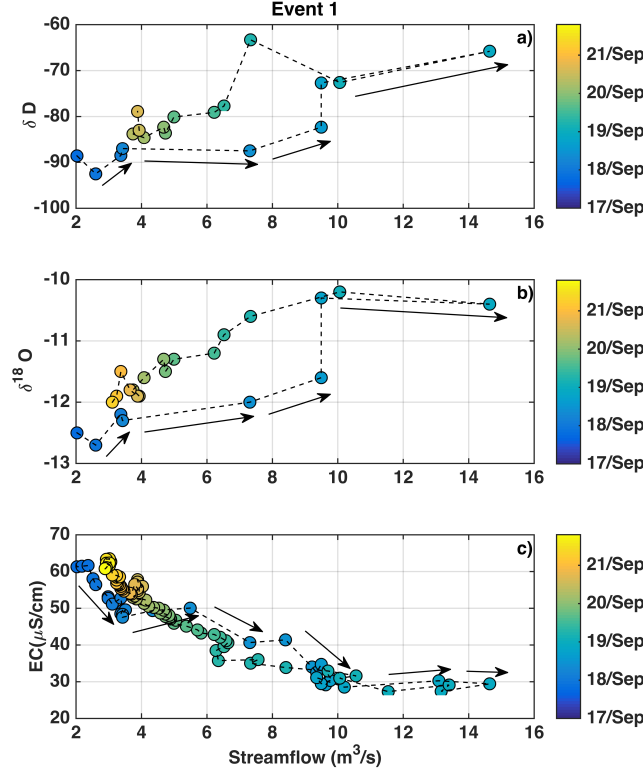 Event 1
a)
δ D
-60
-70
-80
-90
-100
2 4 6 8 10 12 14 16
21/Sep
20/Sep
19/Sep
18/Sep
17/Sep
b)
δ18 O
-10
-11
-12
-13
2 4 6 8 10 12 14 16
21/Sep
20/Sep
19/Sep
18/Sep
17/Sep
c)
EC(μS/cm)
70
60
50
40
30
20
2 4 6 8 10 12 14 16
Streamflow (m3/s)
21/Sep
20/Sep
19/Sep
18/Sep
17/Sep